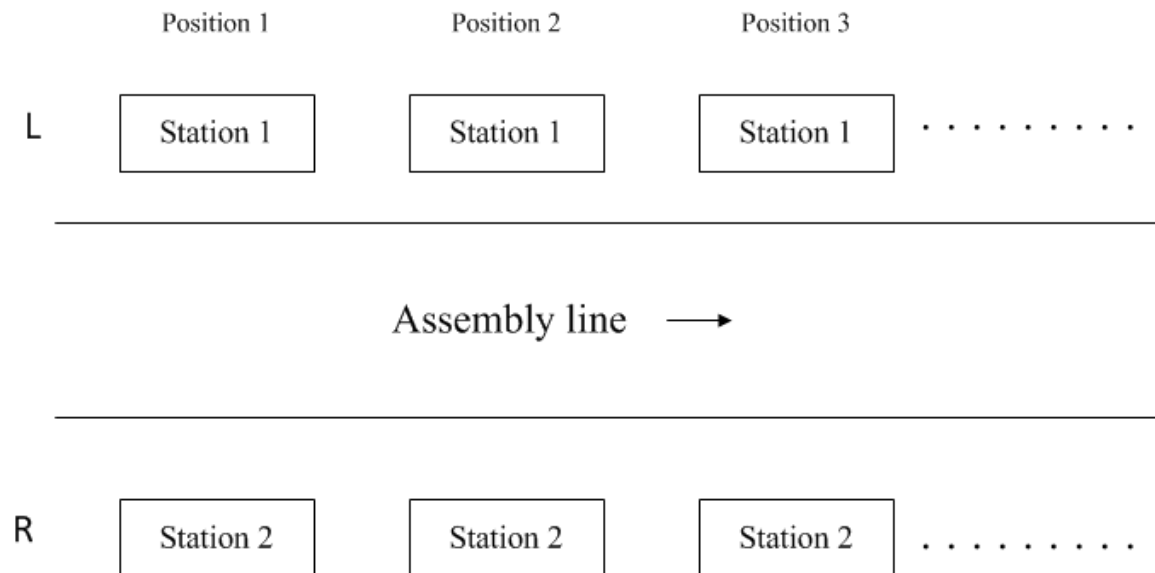 Position 1 Position 2 Position 3
L Station 1 Station 1 Station 1 . . . . . . . . .
Assembly line →
R Station 2 Station 2 Station 2 . . . . . . . . .